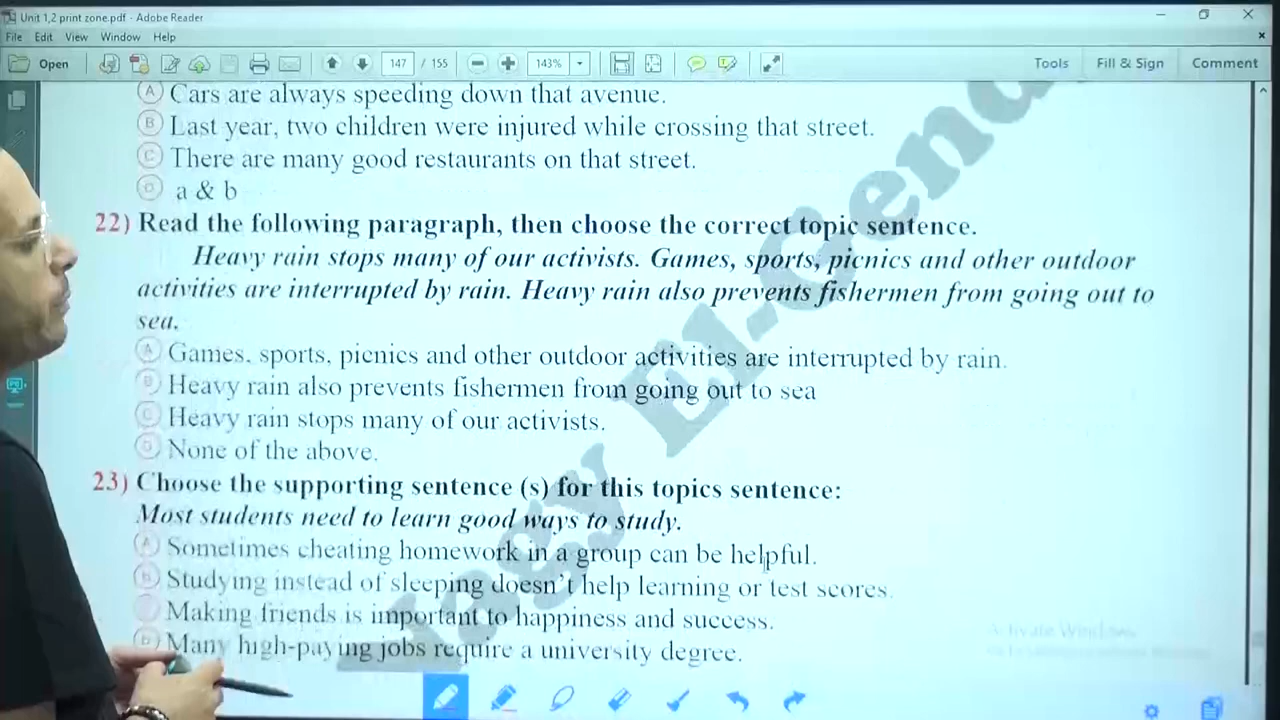 Unit 1,2 print zone.pdf - Adobe Reader
File Edit View Window Help
Open 147 / 155 143% Tools Fill & Sign Comment
A Cars are always speeding down that avenue.
B Last year, two children were injured while crossing that street.
C There are many good restaurants on that street.
D a & b
22) Read the following paragraph, then choose the correct topic sentence.
Heavy rain stops many of our activists. Games, sports, picnics and other outdoor
activities are interrupted by rain. Heavy rain also prevents fishermen from going out to
sea.
A Games, sports, picnics and other outdoor activities are interrupted by rain.
B Heavy rain also prevents fishermen from going out to sea
C Heavy rain stops many of our activists.
D None of the above.
23) Choose the supporting sentence (s) for this topics sentence:
Most students need to learn good ways to study.
A Sometimes cheating homework in a group can be helpful.
B Studying instead of sleeping doesn't help learning or test scores.
Making friends is important to happiness and success.
D Many high-paying jobs require a university degree.
Nagy El-Gend
Activate Windows